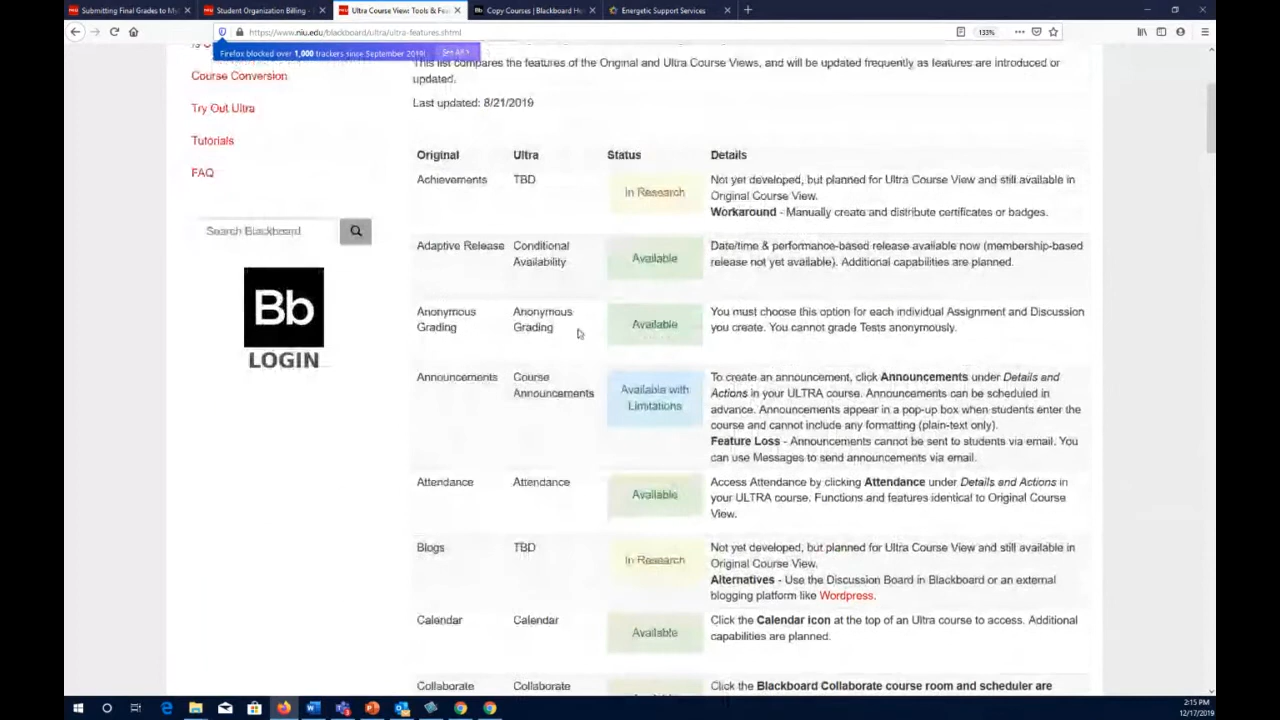 Submitting Final Grades to My
Student Organization Billing -
Ultra Course View: Tools & Fea
Copy Courses | Blackboard He
Energetic Support Services
https://www.niu.edu/blackboard/ultra/ultra-features.shtml
133%
Firefox blocked over 1,000 trackers since September 2019!
See All
This list compares the features of the Original and Ultra Course Views, and will be updated frequently as features are introduced or
updated.
Last updated: 8/21/2019
Course Conversion
Try Out Ultra
Tutorials
FAQ
Search Blackboard
Bb
LOGIN
Original Ultra Status Details
Achievements TBD In Research Not yet developed, but planned for Ultra Course View and still available in
Original Course View.
Workaround - Manually create and distribute certificates or badges.
Adaptive Release Conditional Availability Available Date/time & performance-based release available now (membership-based
release not yet available). Additional capabilities are planned.
Anonymous Grading Anonymous Grading Available You must choose this option for each individual Assignment and Discussion
you create. You cannot grade Tests anonymously.
Announcements Course Announcements Available with Limitations To create an announcement, click Announcements under Details and
Actions in your ULTRA course. Announcements can be scheduled in
advance. Announcements appear in a pop-up box when students enter the
course and cannot include any formatting (plain-text only).
Feature Loss - Announcements cannot be sent to students via email. You
can use Messages to send announcements via email.
Attendance Attendance Available Access Attendance by clicking Attendance under Details and Actions in
your ULTRA course. Functions and features identical to Original Course
View.
Blogs TBD In Research Not yet developed, but planned for Ultra Course View and still available in
Original Course View.
Alternatives - Use the Discussion Board in Blackboard or an external
blogging platform like Wordpress.
Calendar Calendar Available Click the Calendar icon at the top of an Ultra course to access. Additional
capabilities are planned.
Collaborate Collaborate Click the Blackboard Collaborate course room and scheduler are
2:15 PM
12/17/2019